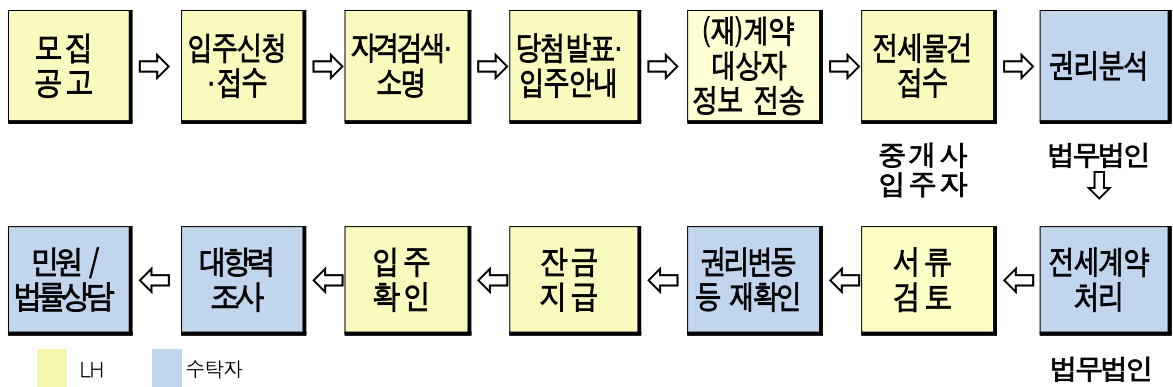 모집
공고
입주신청
·접수
자격검색·
소명
당첨발표·
입주안내
(재)계약
대상자
정보 전송
전세물건
접수
권리분석
중개사
입주자
법무법인
전세계약
처리
법무법인
서류
검토
권리변동
등 재확인
잔금
지급
입주
확인
대항력
조사
민원 /
법률상담
LH
수탁자